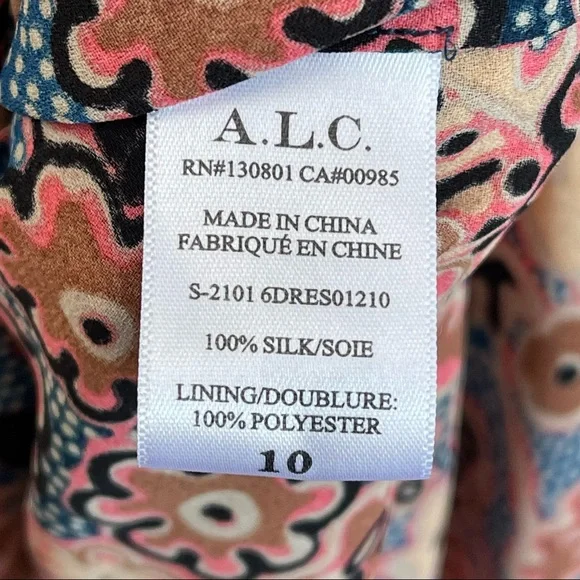 A.L.C.
RN#130801 CA#00985
MADE IN CHINA
FABRIQUÉ EN CHINE
S-2101 6DRES01210
100% SILK/SOIE
LINING/DOUBLURE:
100% POLYESTER
10